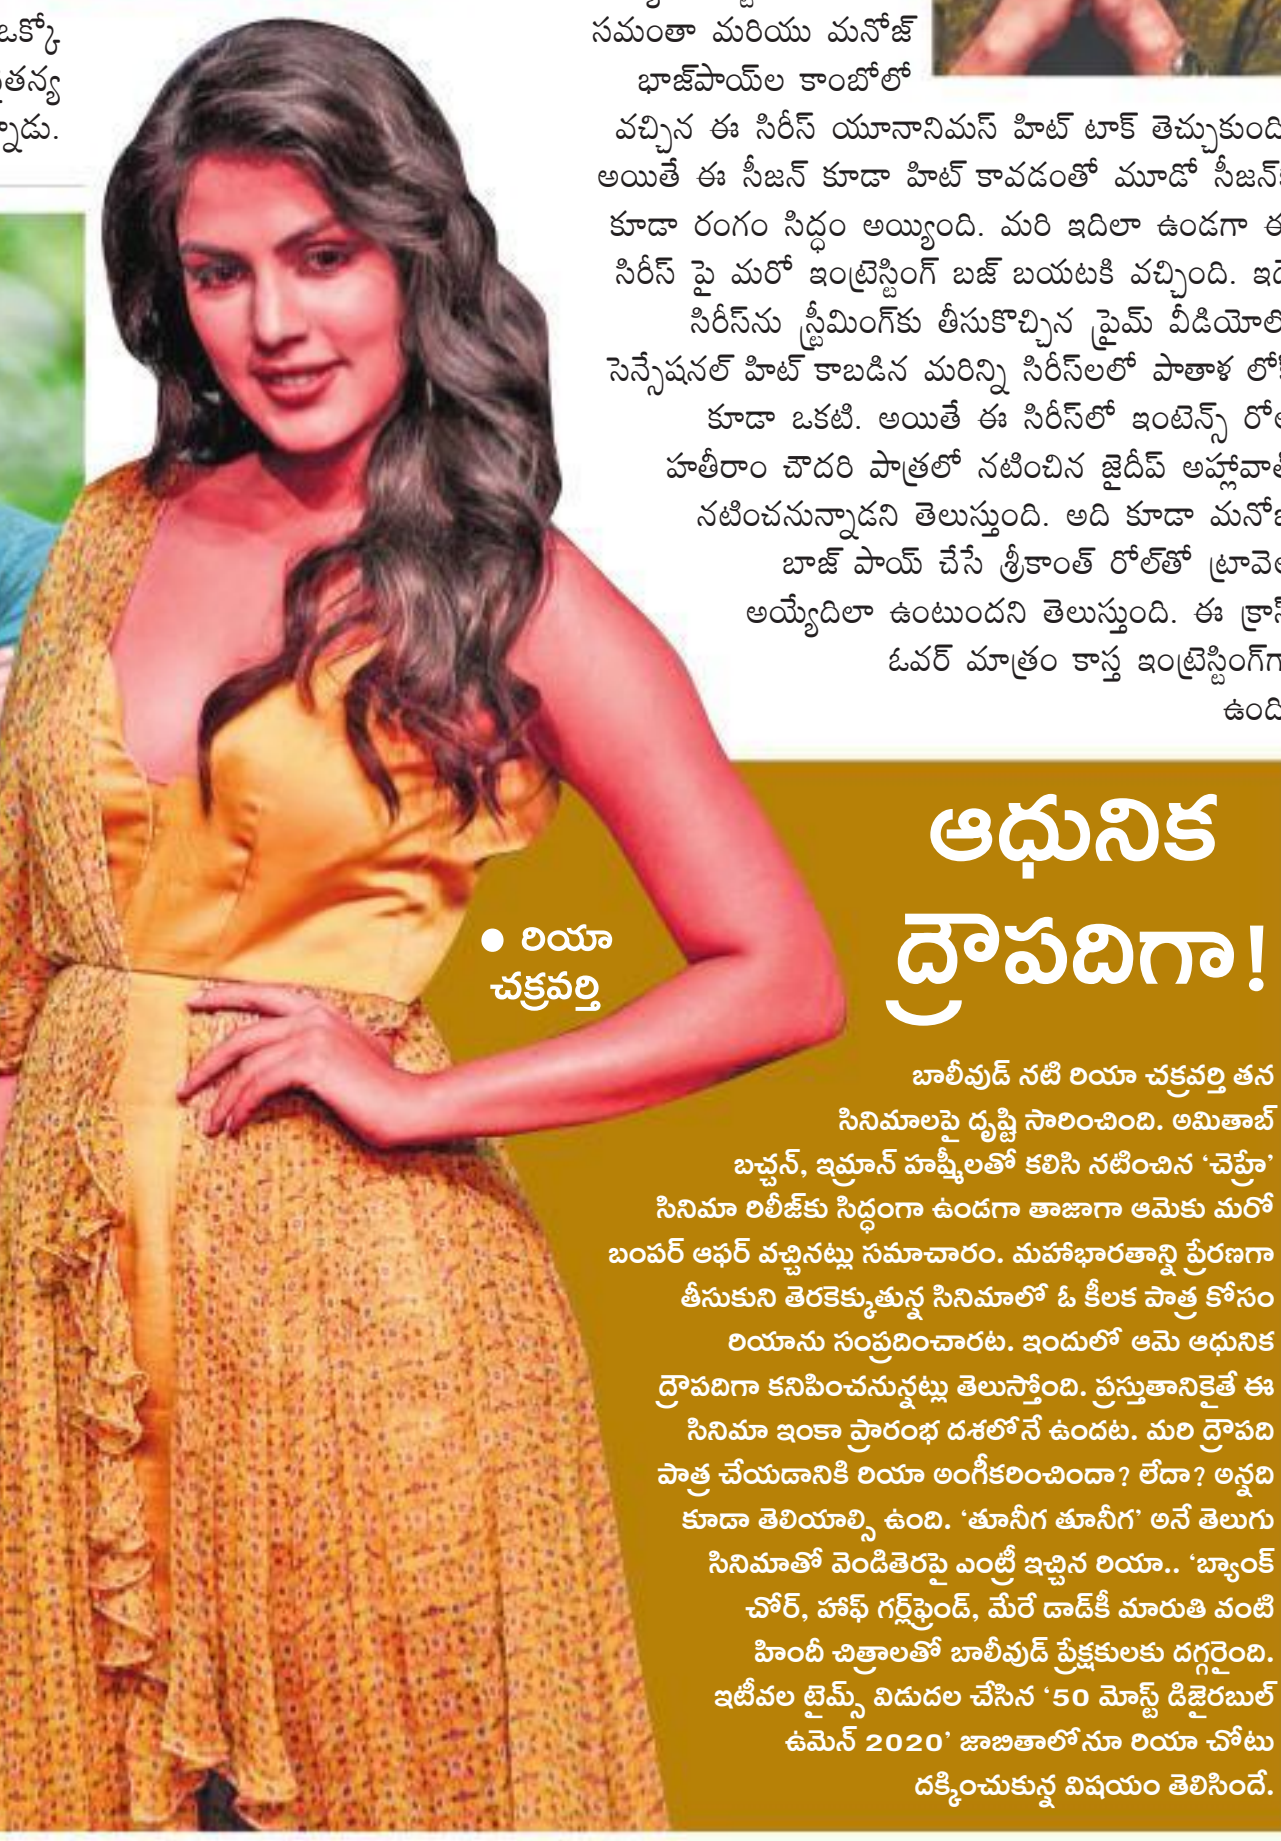 ఒక్కో
న్నాడు.
సమంతా మరియు మనోజ్
భాజ్‌పాయ్‌ల కాంబోలో
వచ్చిన ఈ సిరీస్ యూనానిమస్ హిట్ టాక్ తెచ్చుకుంది
అయితే ఈ సీజన్ కూడా హిట్ కావడంతో మూడో
కూడా రంగం సిద్ధం అయ్యింది. మరి ఇదిలా ఉండగా ఈ
సిరీస్ పై మరో ఇంట్రెస్టింగ్ బజ్ బయటకి వచ్చింది.
సిరీస్‌ను స్ట్రీమింగ్‌కు తీసుకొచ్చిన ప్రైమ్
సెన్సేషనల్ హిట్ కాబడిన మరిన్ని సిరీస్‌లలో పాతాళ
కూడా ఒకటి. అయితే ఈ సిరీస్‌లో ఇంటెన్స్
హతీరాం చౌదరి పాత్రలో నటించిన జైదీప్
నటించనున్నాడని తెలుస్తుంది. అది కూడా
బాజ్ పాయ్ చేసే శ్రీకాంత్ రోల్‌తో
అయ్యేదిలా ఉంటుందని తెలుస్తుంది. ఈ
ఓవర్ మాత్రం కాస్త ఇంట్రెస్టింగ్‌గా
ఉంది
ఆధునిక
ద్రౌపదిగా!
● రియా
చక్రవర్తి
బాలీవుడ్ నటి రియా చక్రవర్తి తన
సినిమాలపై దృష్టి సారించింది. అమితాబ్
బచ్చన్, ఇమ్రాన్ హష్మీలతో కలిసి నటించిన ‘చెహ్రే’
సినిమా రిలీజ్‌కు సిద్ధంగా ఉండగా తాజాగా ఆమెకు మరో
బంపర్ ఆఫర్ వచ్చినట్లు సమాచారం. మహాభారతాన్ని ప్రేరణగా
తీసుకుని తెరకెక్కుతున్న సినిమాలో ఓ కీలక పాత్ర కోసం
రియాను సంప్రదించారట. ఇందులో ఆమె ఆధునిక
ద్రౌపదిగా కనిపించనున్నట్లు తెలుస్తోంది. ప్రస్తుతానికైతే ఈ
సినిమా ఇంకా ప్రారంభ దశలోనే ఉందట. మరి ద్రౌపది
పాత్ర చేయడానికి రియా అంగీకరించిందా? లేదా? అన్నది
కూడా తెలియాల్సి ఉంది. ‘తూనీగ తూనీగ’ అనే తెలుగు
సినిమాతో వెండితెరపై ఎంట్రీ ఇచ్చిన రియా.. ‘బ్యాంక్
చోర్, హాఫ్ గర్ల్‌ఫ్రెండ్, మేరే డాడ్‌కీ మారుతి వంటి
హిందీ చిత్రాలతో బాలీవుడ్ ప్రేక్షకులకు దగ్గరైంది.
ఇటీవల టైమ్స్ విడుదల చేసిన ‘50 మోస్ట్ డిజైరబుల్
ఉమెన్ 2020’ జాబితాలోనూ రియా చోటు
దక్కించుకున్న విషయం తెలిసిందే.